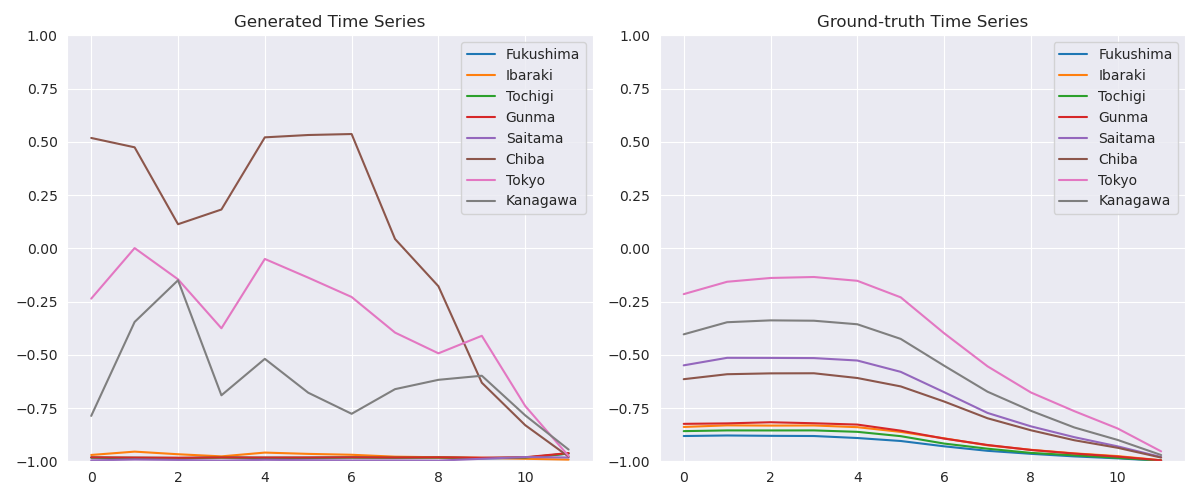 Generated Time Series
1.00
0.75
0.50
0.25
0.00
−0.25
−0.50
−0.75
−1.00
0 2 4 6 8 10
Fukushima
Ibaraki
Tochigi
Gunma
Saitama
Chiba
Tokyo
Kanagawa
Ground-truth Time Series
1.00
0.75
0.50
0.25
0.00
−0.25
−0.50
−0.75
−1.00
0 2 4 6 8 10
Fukushima
Ibaraki
Tochigi
Gunma
Saitama
Chiba
Tokyo
Kanagawa